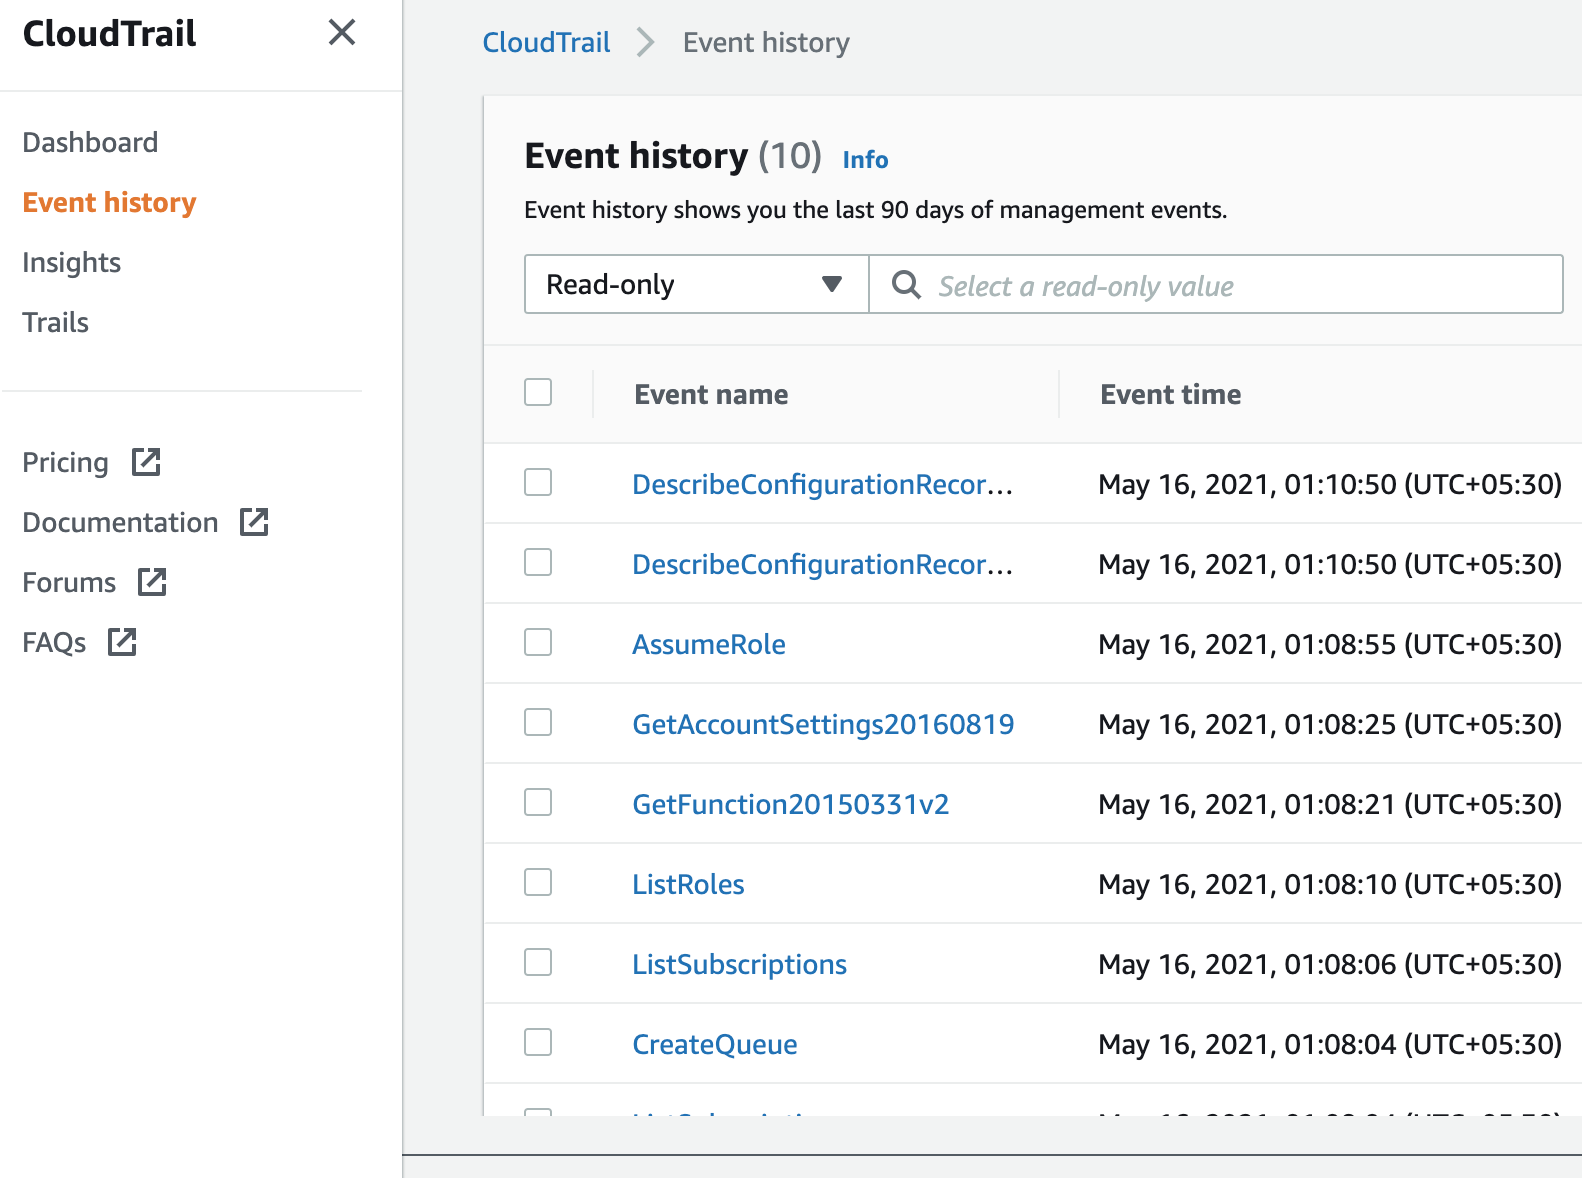 CloudTrail
Dashboard
Event history
Insights
Trails
Pricing
Documentation
Forums
FAQs
CloudTrail Event history
Event history (10) Info
Event history shows you the last 90 days of management events.
Read-only Select a read-only value
Event name Event time
DescribeConfigurationRecor... May 16, 2021, 01:10:50 (UTC+05:30)
DescribeConfigurationRecor... May 16, 2021, 01:10:50 (UTC+05:30)
AssumeRole May 16, 2021, 01:08:55 (UTC+05:30)
GetAccountSettings20160819 May 16, 2021, 01:08:25 (UTC+05:30)
GetFunction20150331v2 May 16, 2021, 01:08:21 (UTC+05:30)
ListRoles May 16, 2021, 01:08:10 (UTC+05:30)
ListSubscriptions May 16, 2021, 01:08:06 (UTC+05:30)
CreateQueue May 16, 2021, 01:08:04 (UTC+05:30)